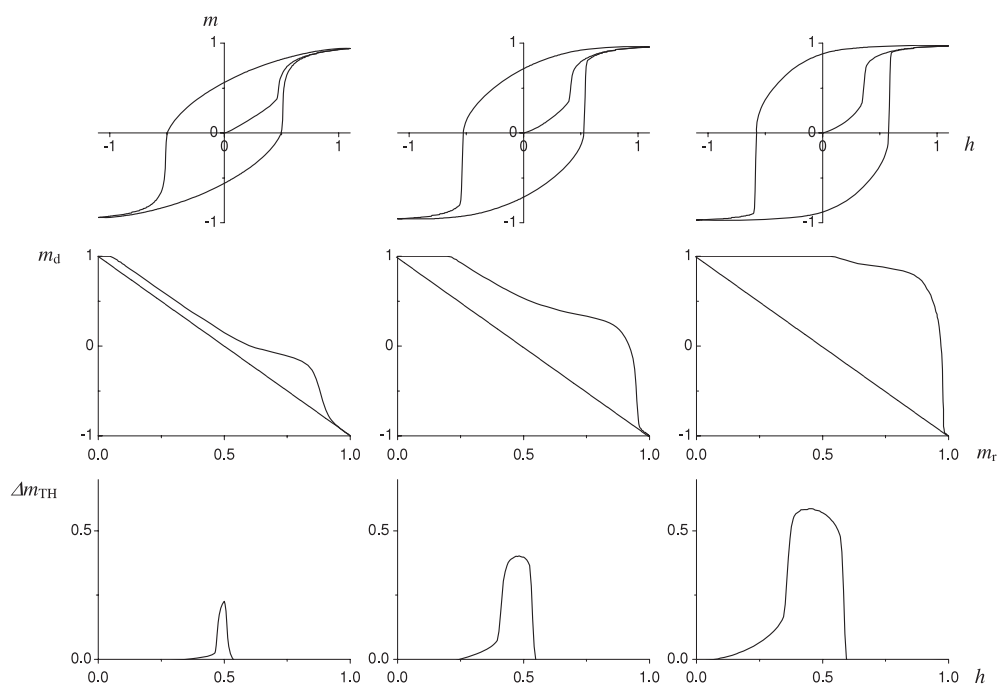 m
1 1 1
-1 0 0 1 -1 0 0 1 -1 0 0 1 h
-1 -1 -1
m_d 1 1 1
0 0 0
-1 -1 -1
0.0 0.5 1.0 0.0 0.5 1.0 0.0 0.5 1.0 m_r
Δm_TH
0.5 0.5 0.5
0.0 0.0 0.0
0.0 0.5 1.0 0.0 0.5 1.0 0.0 0.5 1.0 h